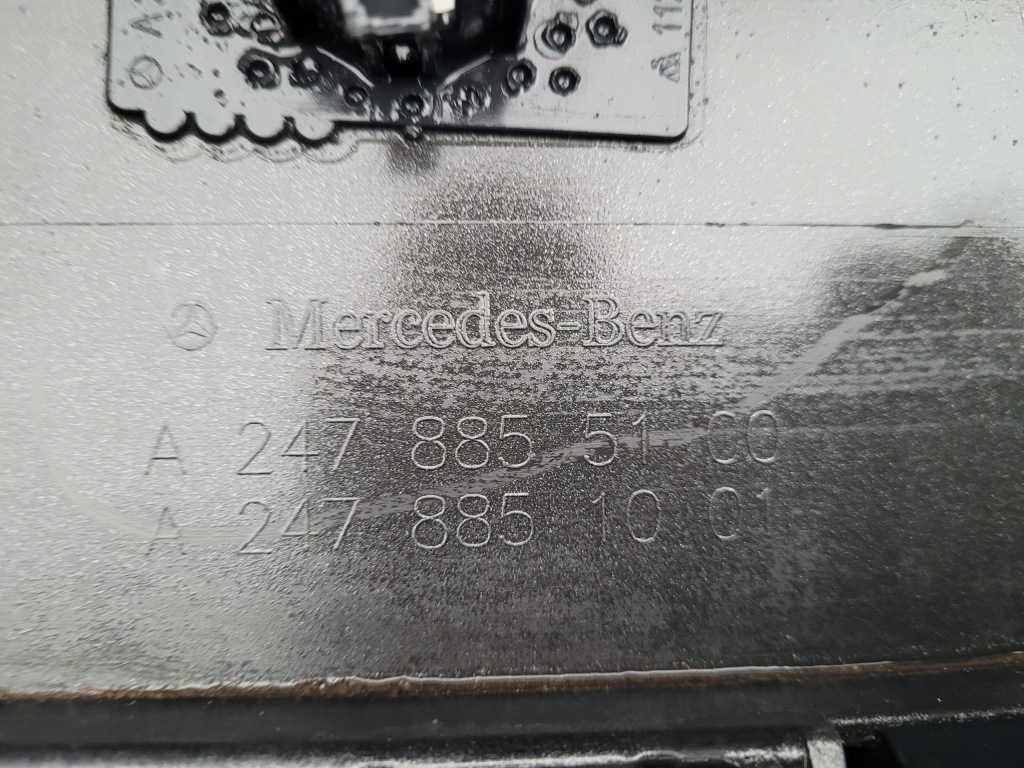 Mercedes-Benz
A 247 885 51 00
A 247 885 10 01